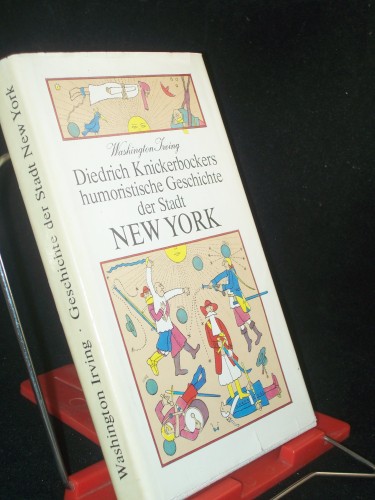 Washington Irving
Diedrich Knickerbockers
humoristische Geschichte
der Stadt
NEW YORK
Washington Irving · Geschichte der Stadt New York